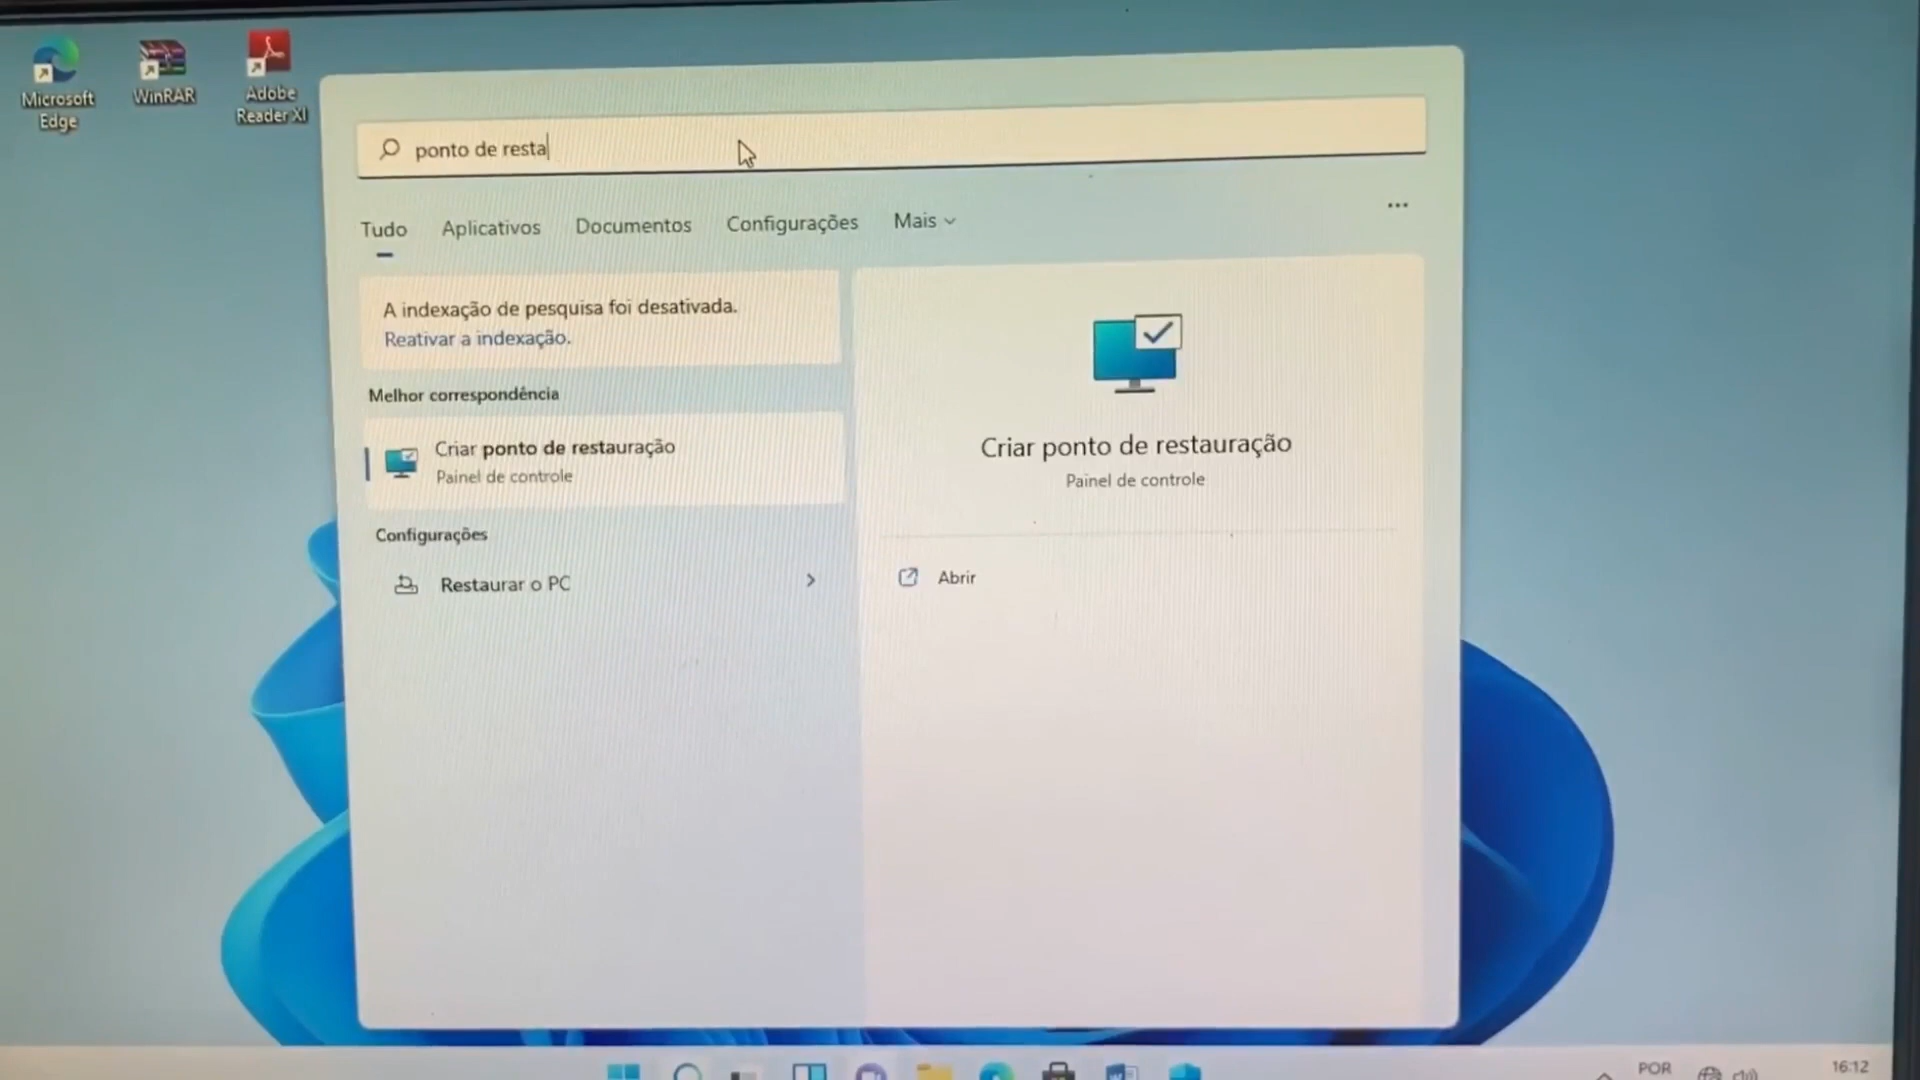 Microsoft
Edge
WinRAR
Adobe
Reader XI
ponto de resta
Tudo
Aplicativos
Documentos
Configurações
Mais
A indexação de pesquisa foi desativada.
Reativar a indexação.
Melhor correspondência
Criar ponto de restauração
Painel de controle
Configurações
Restaurar o PC
Criar ponto de restauração
Painel de controle
Abrir
POR
16:12